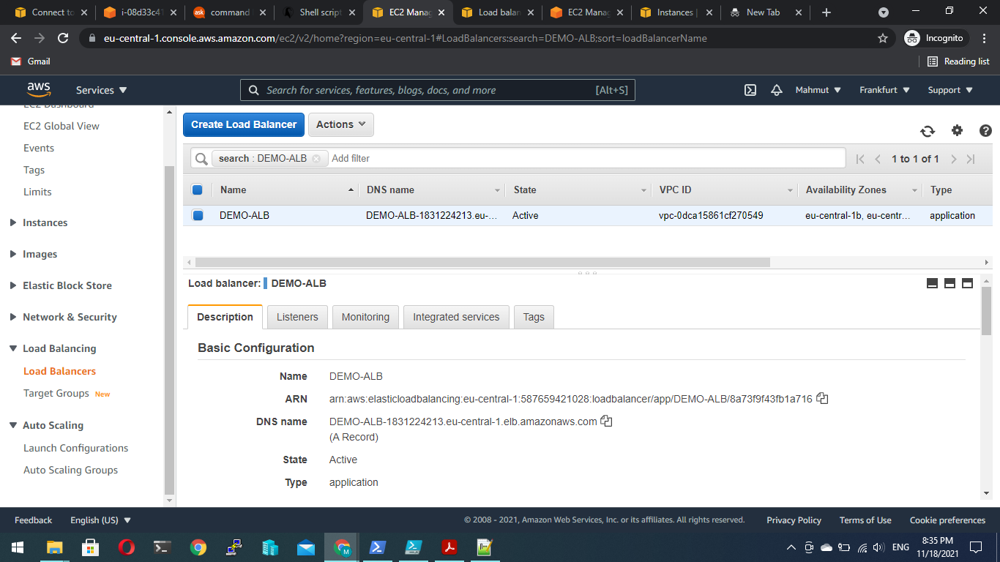 Connect to
i-08d33c41
ask command
Shell script
EC2 Mana
Load balan
EC2 Mana
Instances |
New Tab
eu-central-1.console.aws.amazon.com/ec2/v2/home?region=eu-central-1#LoadBalancers:search=DEMO-ALB;sort=loadBalancerName
Incognito
Gmail
Reading list
aws
Services
Search for services, features, blogs, docs, and more
[Alt+S]
Mahmut
Frankfurt
Support
EC2 Dashboard
EC2 Global View
Events
Tags
Limits
Instances
Images
Elastic Block Store
Network & Security
Load Balancing
Load Balancers
Target Groups New
Auto Scaling
Launch Configurations
Auto Scaling Groups
Create Load Balancer
Actions
search : DEMO-ALB
Add filter
1 to 1 of 1
Name DNS name State VPC ID Availability Zones Type
DEMO-ALB DEMO-ALB-1831224213.eu-... Active vpc-0dca15861cf270549 eu-central-1b, eu-centr... application
Load balancer: DEMO-ALB
Description Listeners Monitoring Integrated services Tags
Basic Configuration
Name DEMO-ALB
ARN arn:aws:elasticloadbalancing:eu-central-1:587659421028:loadbalancer/app/DEMO-ALB/8a73f9f43fb1a716
DNS name DEMO-ALB-1831224213.eu-central-1.elb.amazonaws.com
(A Record)
State Active
Type application
Feedback
English (US)
© 2008 - 2021, Amazon Web Services, Inc. or its affiliates. All rights reserved.
Privacy Policy
Terms of Use
Cookie preferences
M
ENG
8:35 PM
11/18/2021